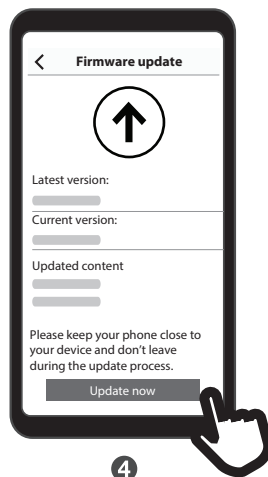 Firmware update
Latest version:
Current version:
Updated content
Please keep your phone close to
your device and don't leave
during the update process.
Update now
4